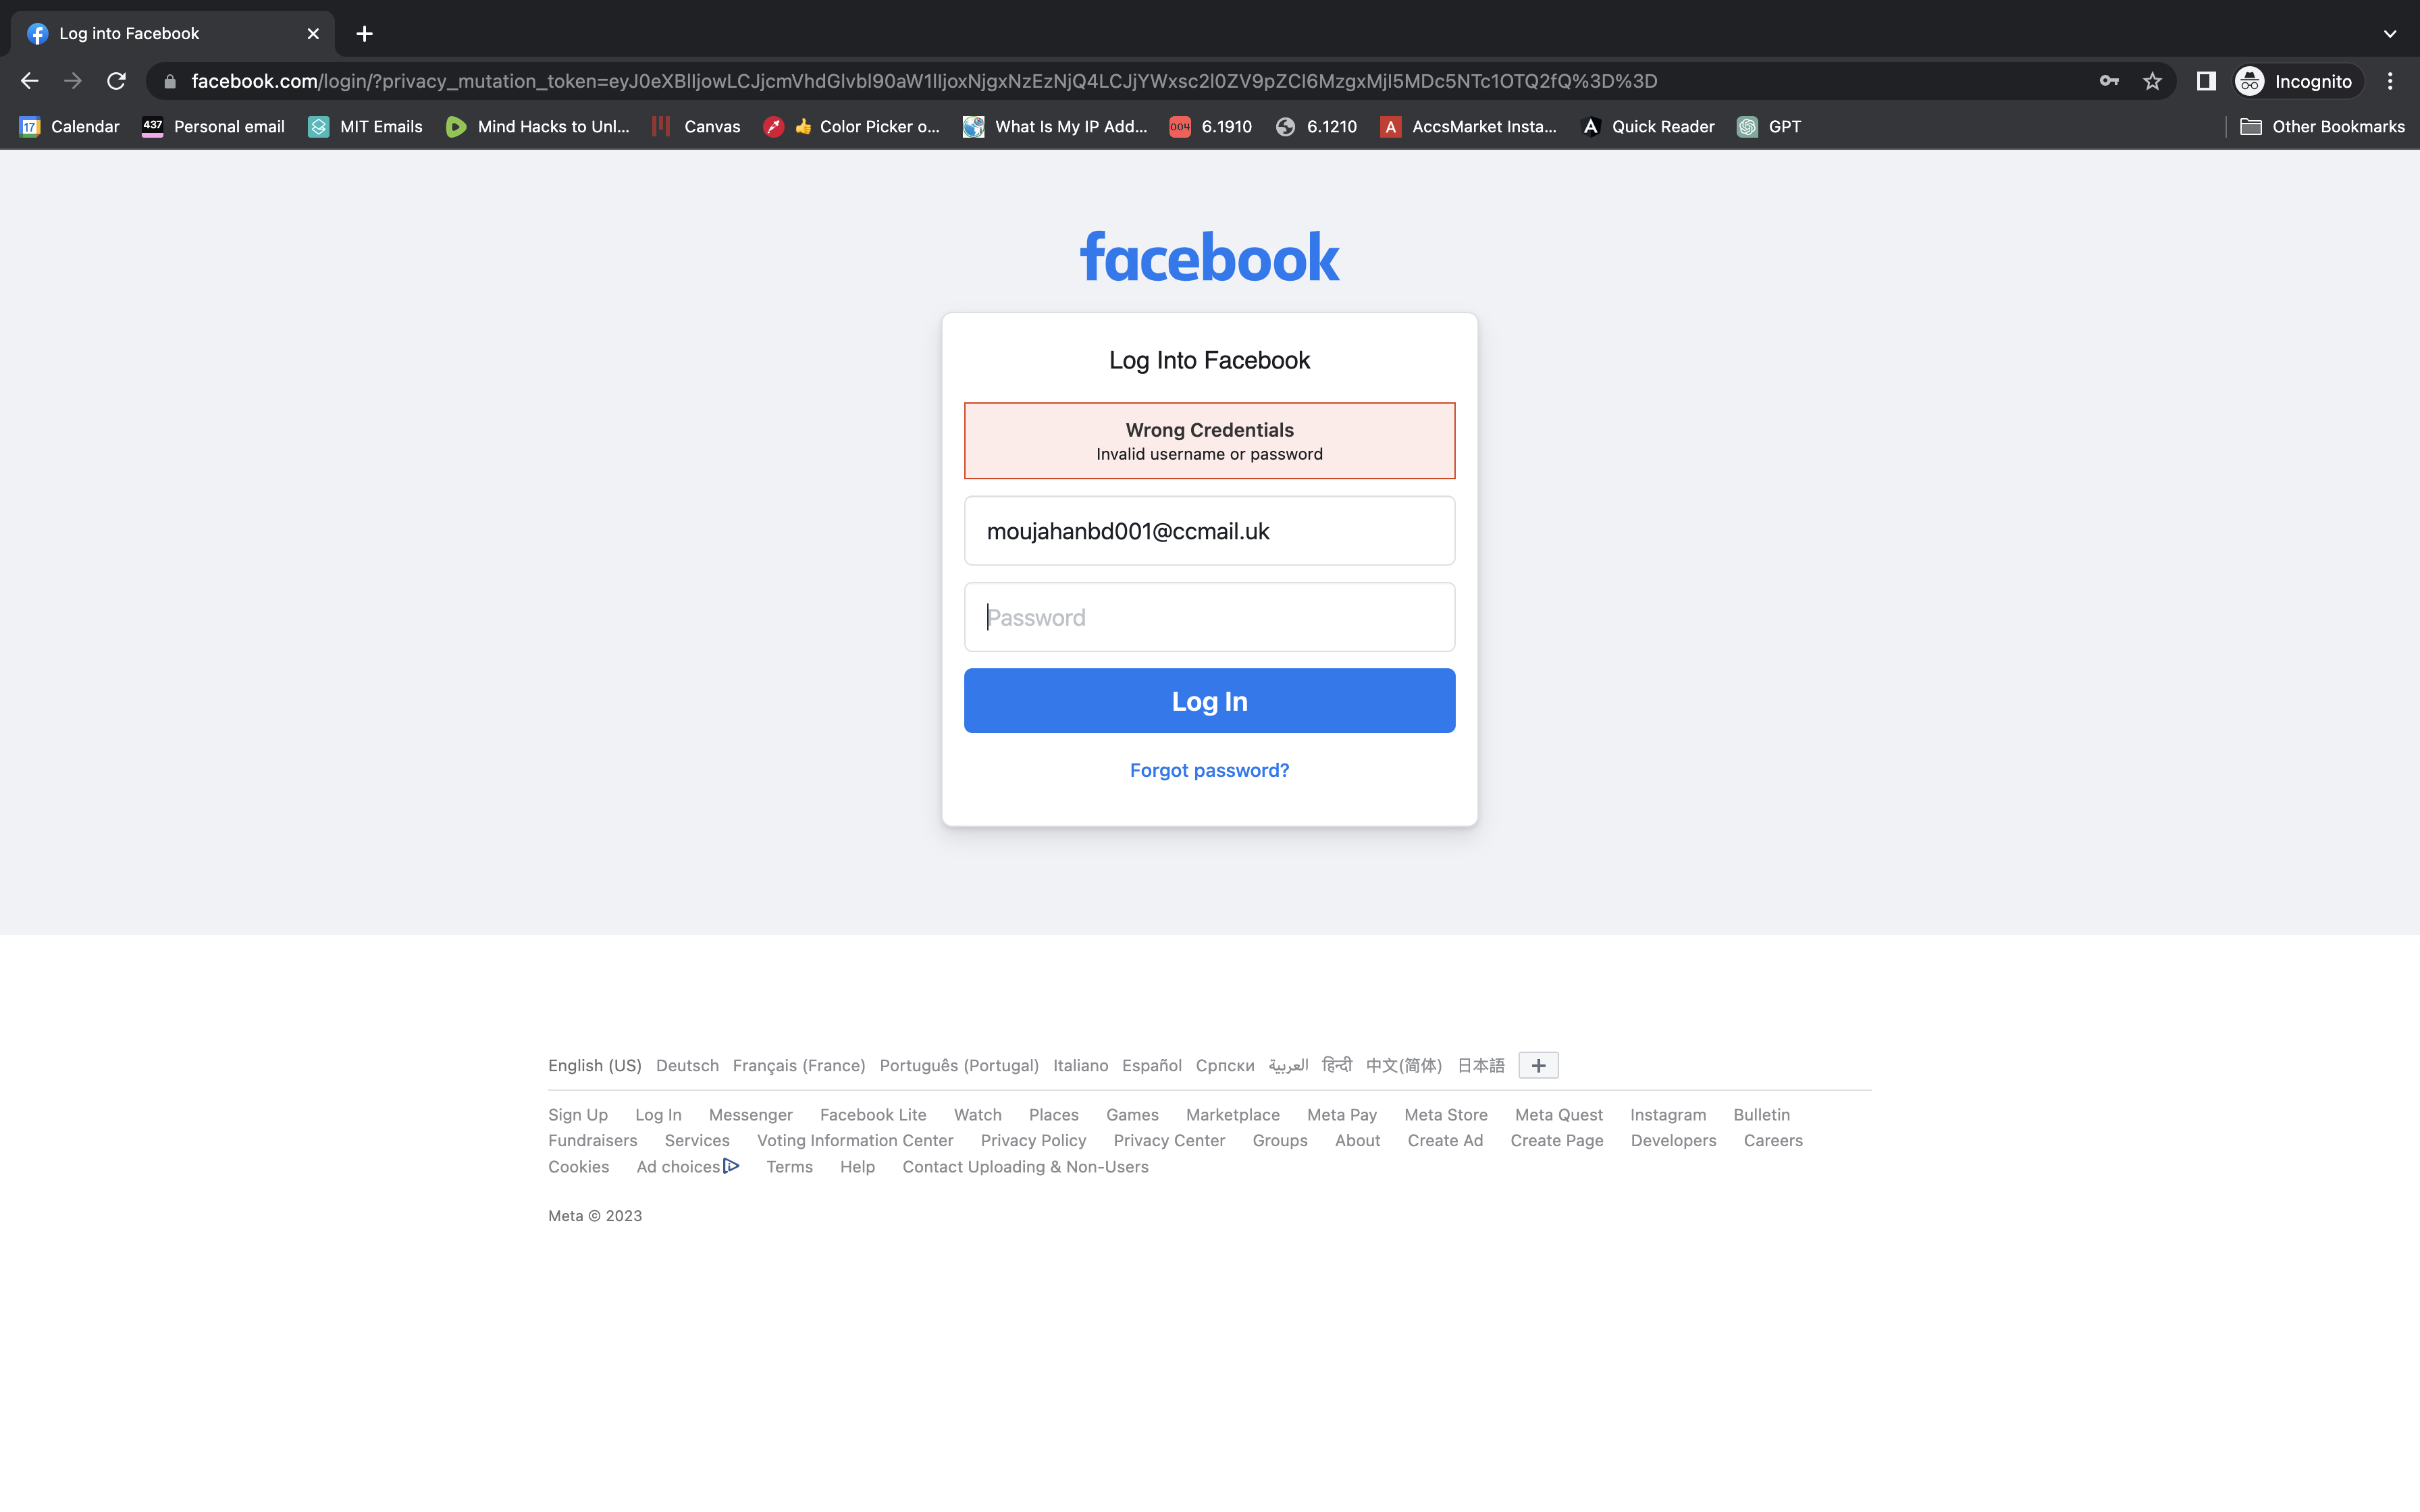 Log into Facebook
facebook.com/login/?privacy_mutation_token=eyJ0eXBlIjowLCJjcmVhdGlvbl90aW1lIjoxNjgxNzEzNjQ4LCJjYWxsc2l0ZV9pZCI6MzgxMjI5MDc5NTc1OTQ2fQ%3D%3D
Incognito
17 Calendar
437 Personal email
MIT Emails
Mind Hacks to Unl...
Canvas
👍 Color Picker o...
What Is My IP Add...
004 6.1910
6.1210
A AccsMarket Insta...
A Quick Reader
GPT
Other Bookmarks
facebook
Log Into Facebook
Wrong Credentials
Invalid username or password
moujahanbd001@ccmail.uk
Password
Log In
Forgot password?
English (US) Deutsch Français (France) Português (Portugal) Italiano Español Српски العربية हिन्दी 中文(简体) 日本語
Sign Up Log In Messenger Facebook Lite Watch Places Games Marketplace Meta Pay Meta Store Meta Quest Instagram Bulletin
Fundraisers Services Voting Information Center Privacy Policy Privacy Center Groups About Create Ad Create Page Developers Careers
Cookies Ad choices Terms Help Contact Uploading & Non-Users
Meta © 2023